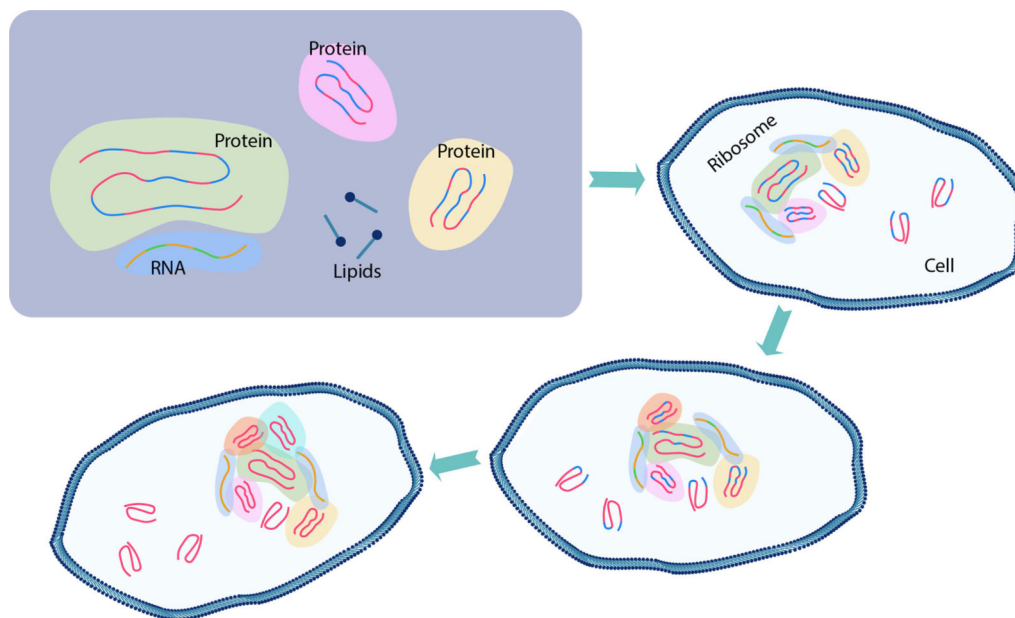 Protein
Protein
Protein
RNA
Lipids
Ribosome
Cell